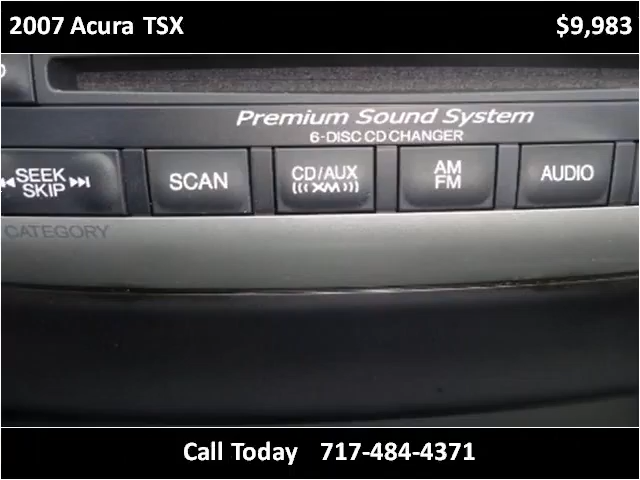 2007 Acura TSX $9,983
Premium Sound System
6-DISC CD CHANGER
SEEK
SKIP
SCAN
CD/AUX
XM
AM
FM
AUDIO
CATEGORY
Call Today 717-484-4371